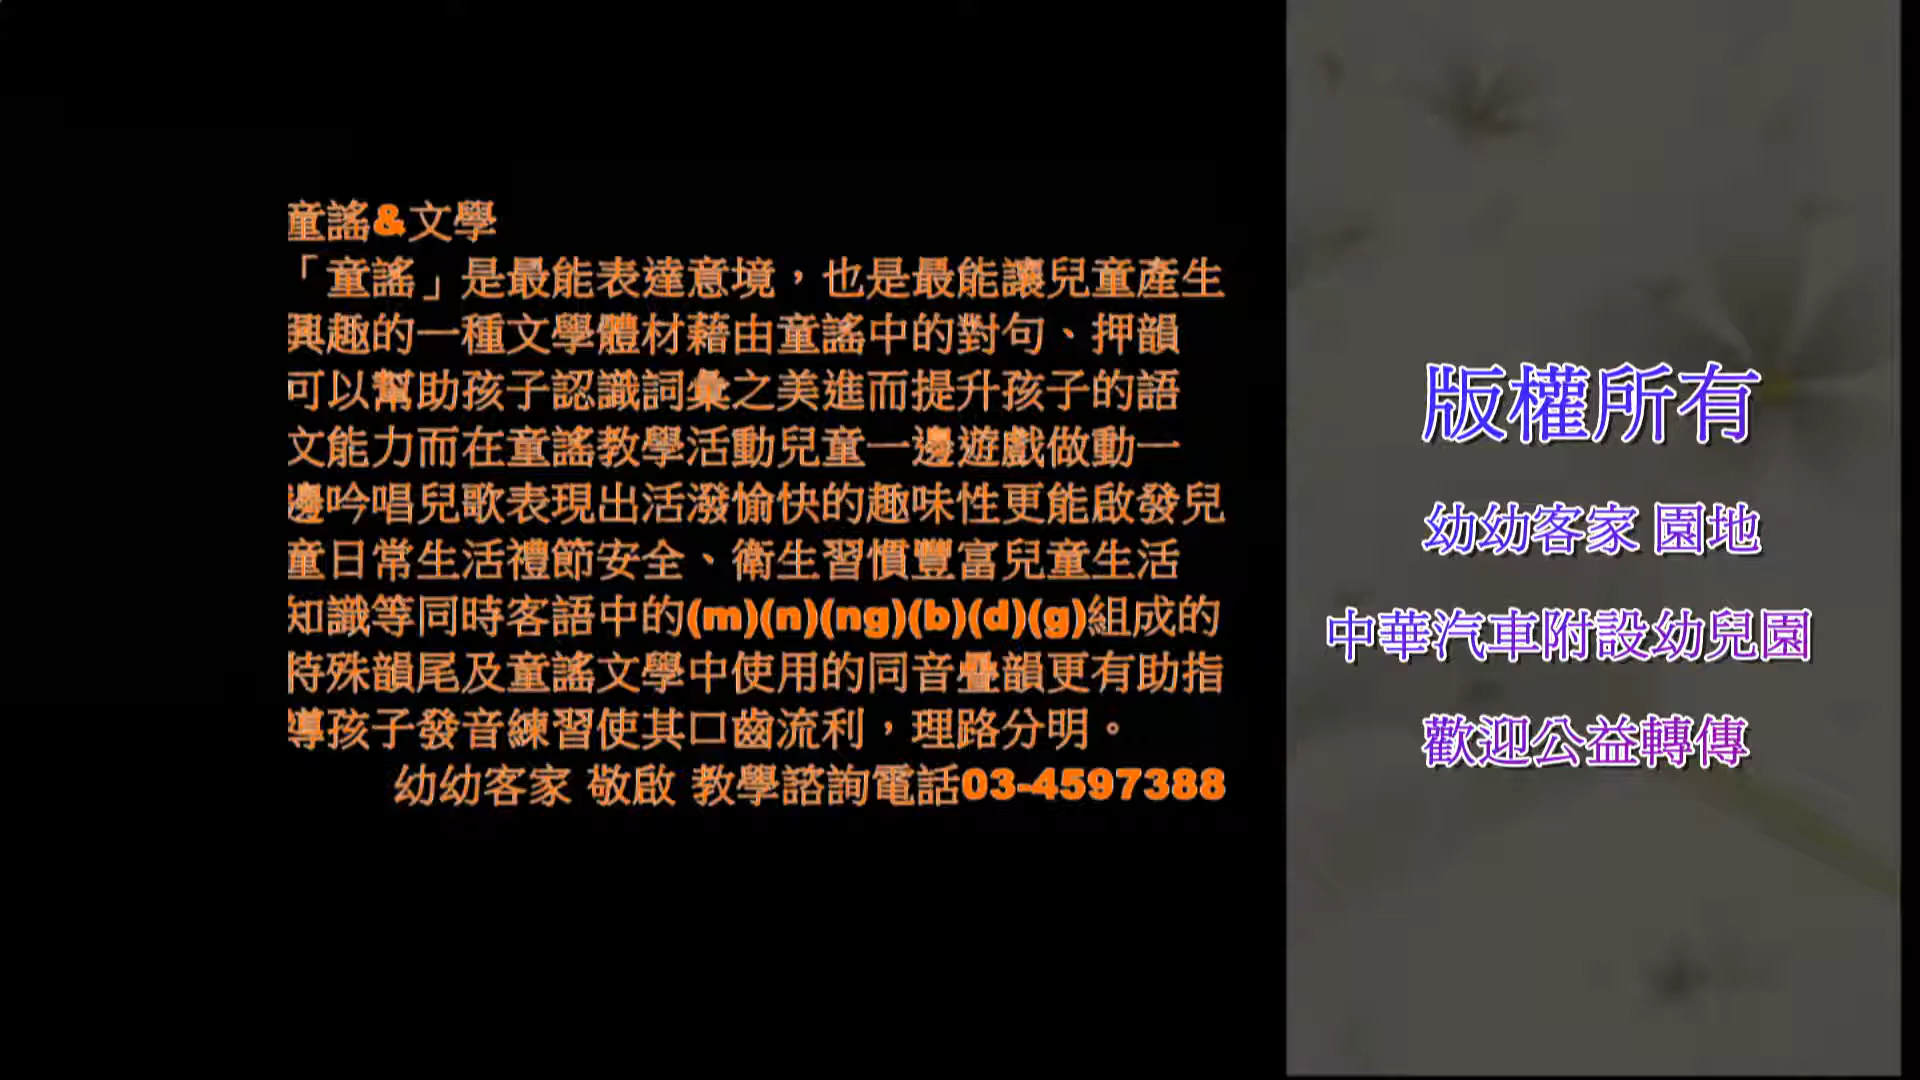 童謠&文學
「童謠」是最能表達意境，也是最能讓兒童產生
興趣的一種文學體材藉由童謠中的對句、押韻
可以幫助孩子認識詞彙之美進而提升孩子的語
文能力而在童謠教學活動兒童一邊遊戲做動一
邊吟唱兒歌表現出活潑愉快的趣味性更能啟發兒
童日常生活禮節安全、衛生習慣豐富兒童生活
知識等同時客語中的(m)(n)(ng)(b)(d)(g)組成的
特殊韻尾及童謠文學中使用的同音疊韻更有助指
導孩子發音練習使其口齒流利，理路分明。
幼幼客家 敬啟 教學諮詢電話03-4597388
版權所有
幼幼客家 園地
中華汽車附設幼兒園
歡迎公益轉傳